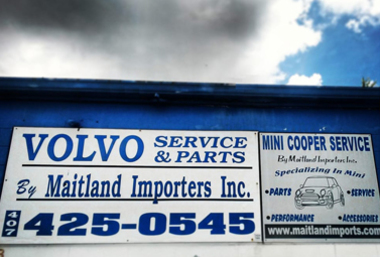 VOLVO SERVICE
& PARTS
By Maitland Importers Inc.
407 425-0545
MINI COOPER SERVICE
By Maitland Importers Inc.
Specializing In Mini
•PARTS •SERVICE
•PERFORMANCE •ACCESSORIES
www.maitlandimports.com